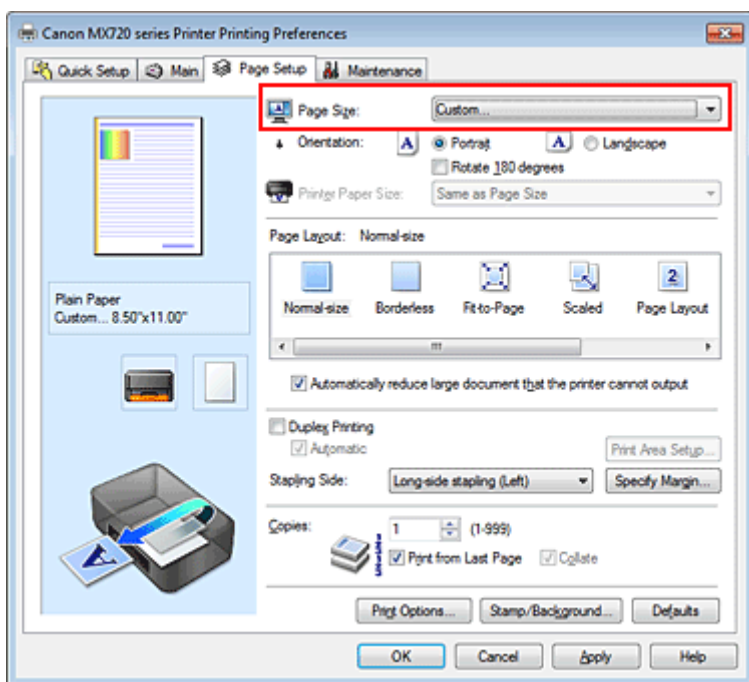 Canon MX720 series Printer Printing Preferences
Quick Setup Main Page Setup Maintenance
Page Size: Custom...
Orientation: A Portrait A Landscape
Rotate 180 degrees
Printer Paper Size: Same as Page Size
Page Layout: Normal-size
2
Normal-size Borderless Fit-to-Page Scaled Page Layout
Plain Paper
Custom... 8.50"x11.00"
Automatically reduce large document that the printer cannot output
Duplex Printing
Automatic
Print Area Setup...
Stapling Side: Long-side stapling (Left) Specify Margin...
A
Copies: 1 (1-999)
Print from Last Page Collate
Print Options... Stamp/Background... Defaults
OK Cancel Apply Help